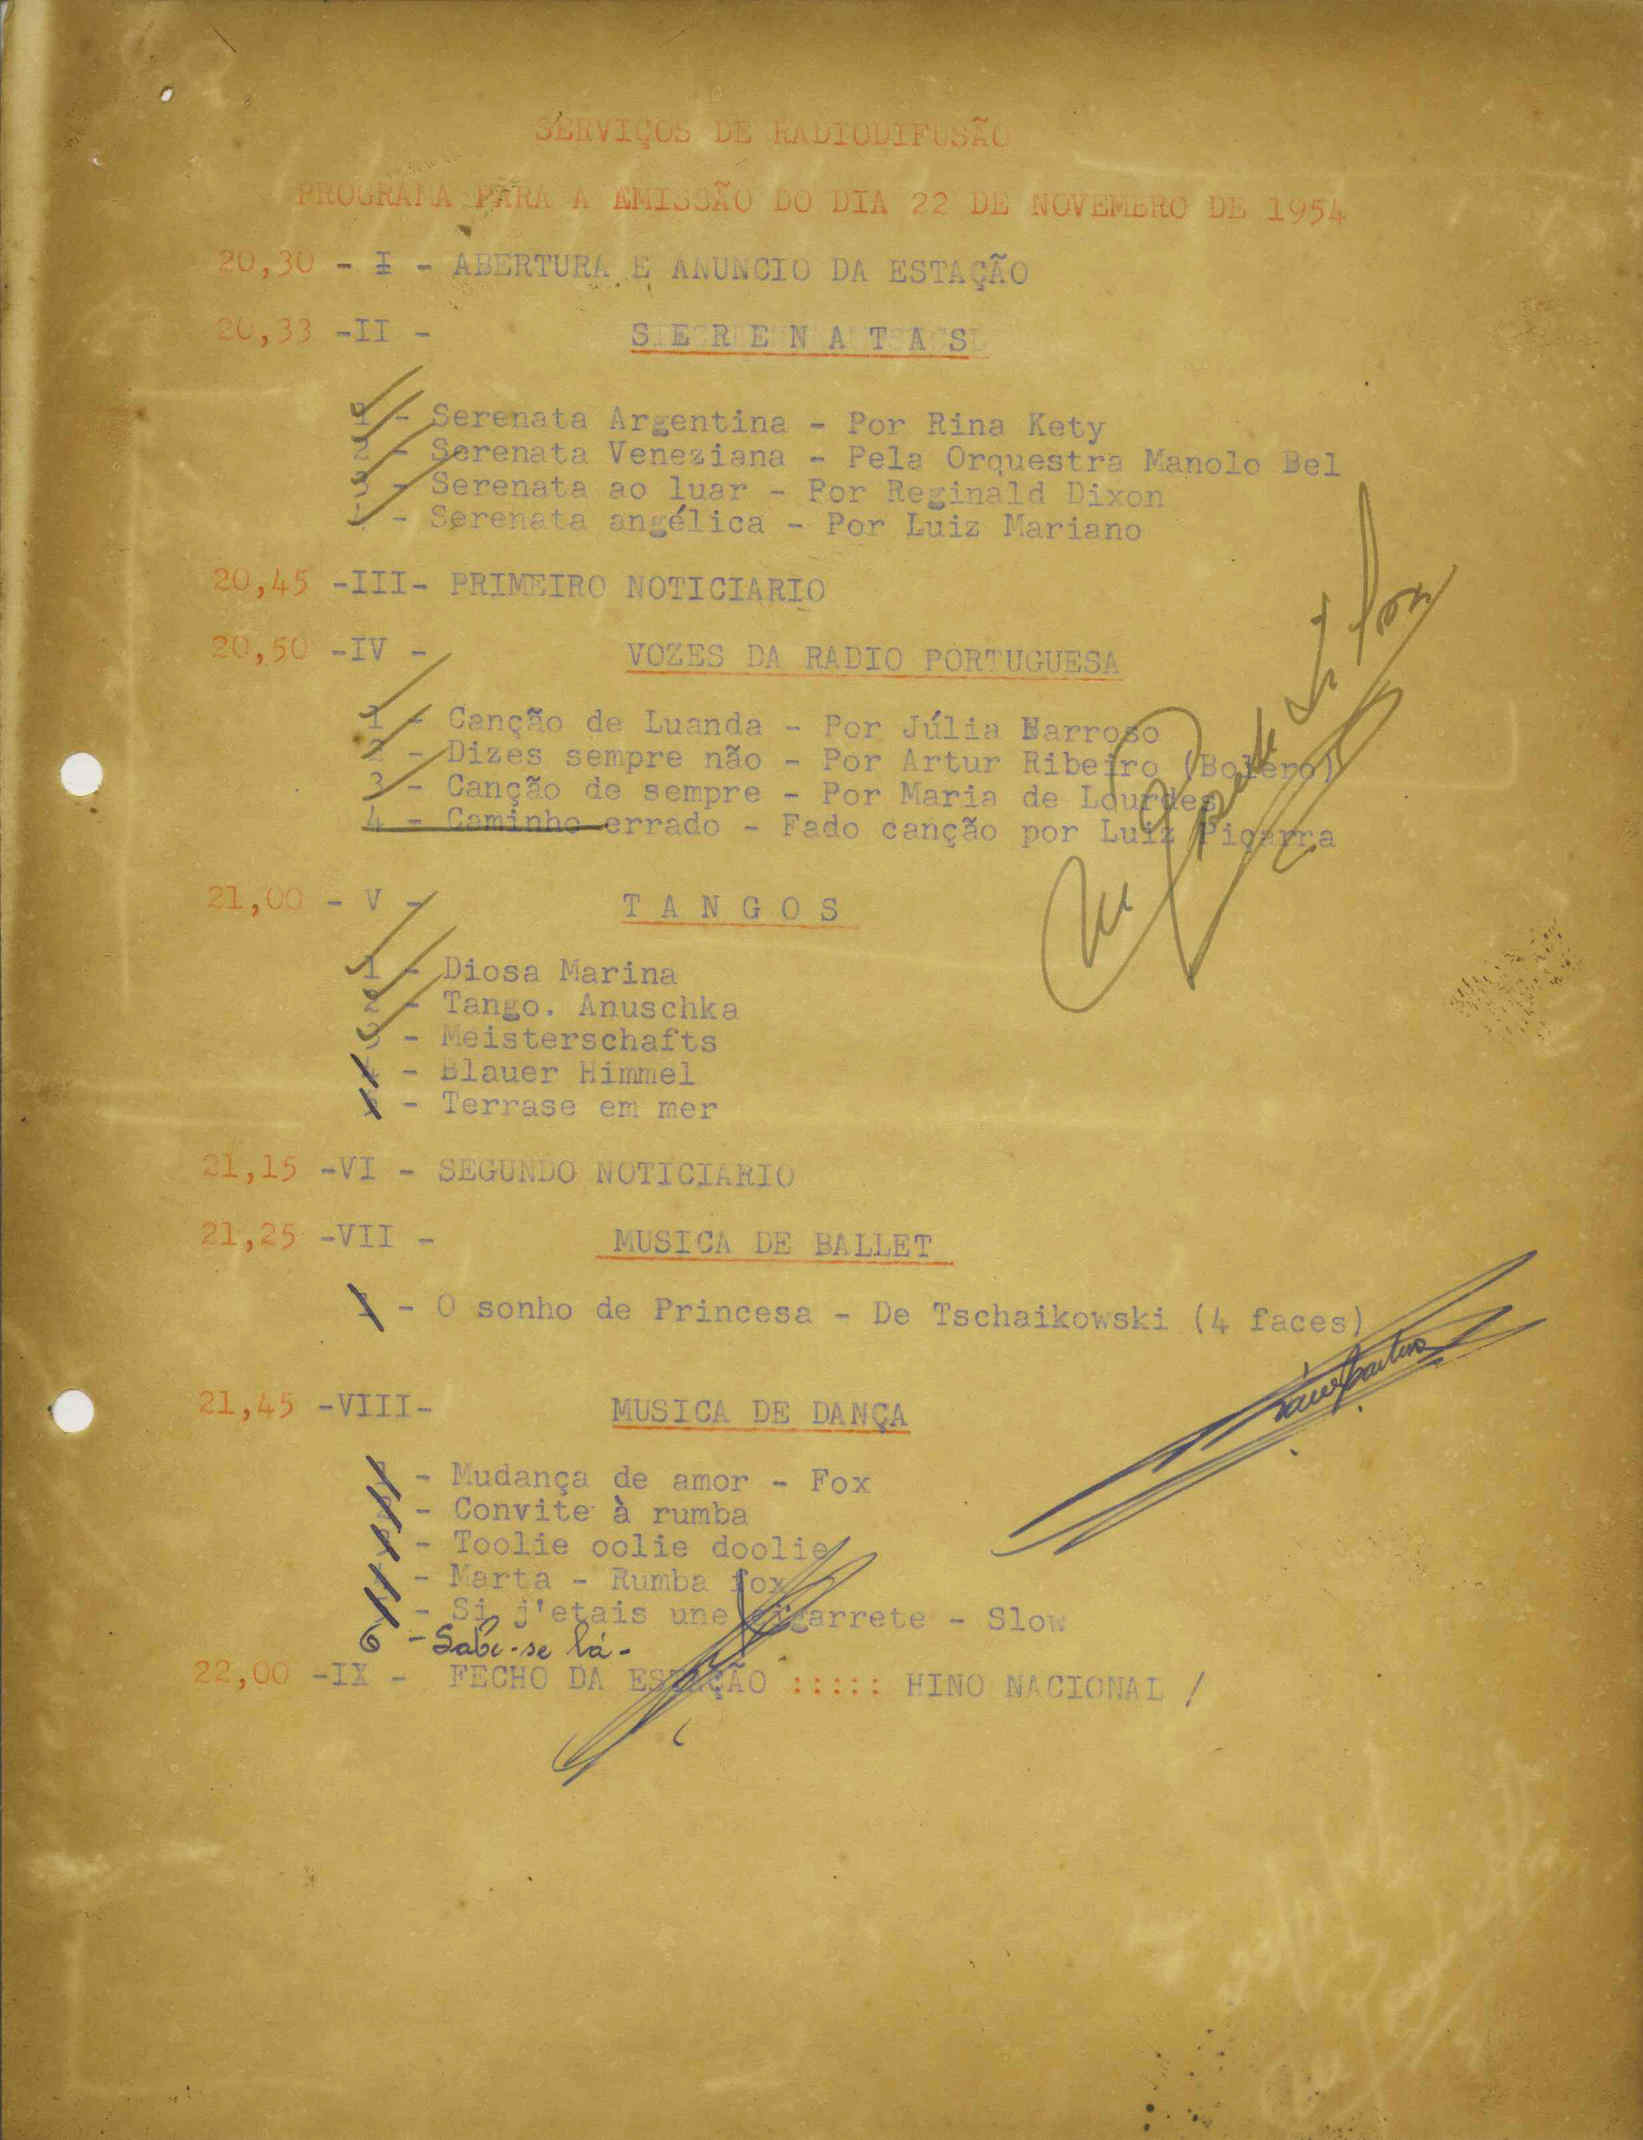 SERVIÇOS DE RADIODIFUSÃO
PROGRAMA PARA A EMISSÃO DO DIA 22 DE NOVEMBRO DE 1954
20,30 - I - ABERTURA E ANUNCIO DA ESTAÇÃO
20,33 -II - S E R E N A T A S
1 - Serenata Argentina - Por Rina Kety
2 - Serenata Veneziana - Pela Orquestra Manolo Bel
3 - Serenata ao luar - Por Reginald Dixon
4 - Serenata angélica - Por Luiz Mariano
20,45 -III- PRIMEIRO NOTICIARIO
20,50 -IV - VOZES DA RADIO PORTUGUESA
1 - Canção de Luanda - Por Júlia Barroso
2 - Dizes sempre não - Por Artur Ribeiro (Bolero)
3 - Canção de sempre - Por Maria de Lourdes
4 - Caminho errado - Fado canção por Luiz Piçarra
21,00 - V - T A N G O S
1 - Diosa Marina
2 - Tango. Anuschka
3 - Meisterschafts
4 - Blauer Himmel
5 - Terrase em mer
21,15 -VI - SEGUNDO NOTICIARIO
21,25 -VII - MUSICA DE BALLET
1 - O sonho de Princesa - De Tschaikowski (4 faces)
21,45 -VIII- MUSICA DE DANÇA
1 - Mudança de amor - Fox
2 - Convite à rumba
3 - Toolie oolie doolie
4 - Marta - Rumba fox
5 - Si j'etais une cigarrete - Slow
6 - Sabe-se lá -
22,00 -IX - FECHO DA ESTAÇÃO ::::: HINO NACIONAL /